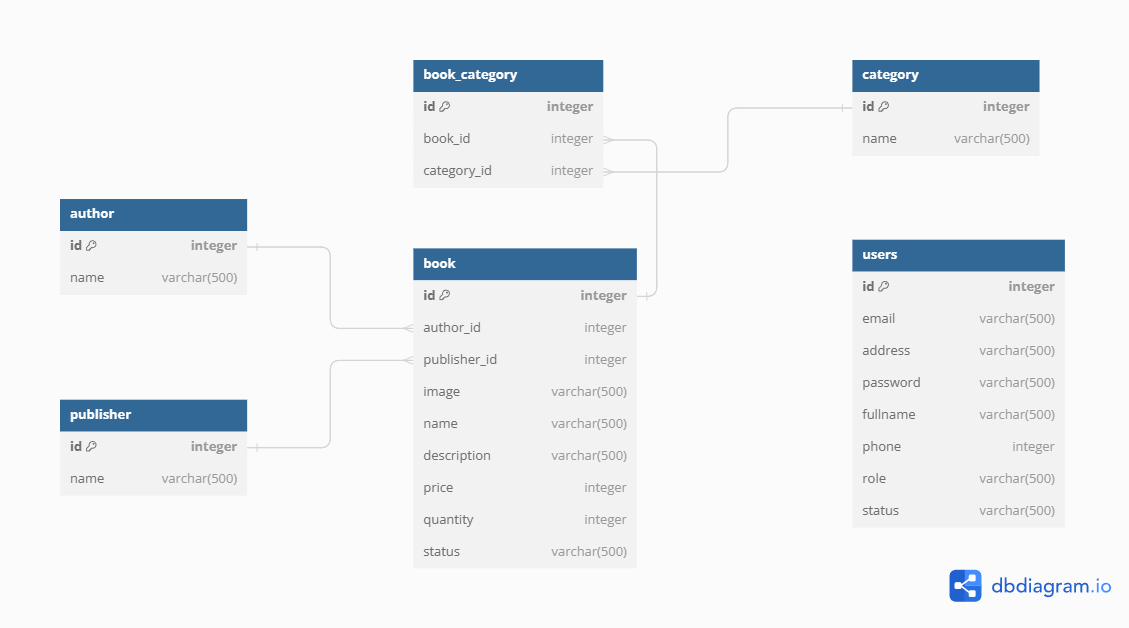 book_category
id integer
book_id integer
category_id integer
category
id integer
name varchar(500)
author
id integer
name varchar(500)
book
id integer
author_id integer
publisher_id integer
image varchar(500)
name varchar(500)
description varchar(500)
price integer
quantity integer
status varchar(500)
users
id integer
email varchar(500)
address varchar(500)
password varchar(500)
fullname varchar(500)
phone integer
role varchar(500)
status varchar(500)
publisher
id integer
name varchar(500)
dbdiagram.io